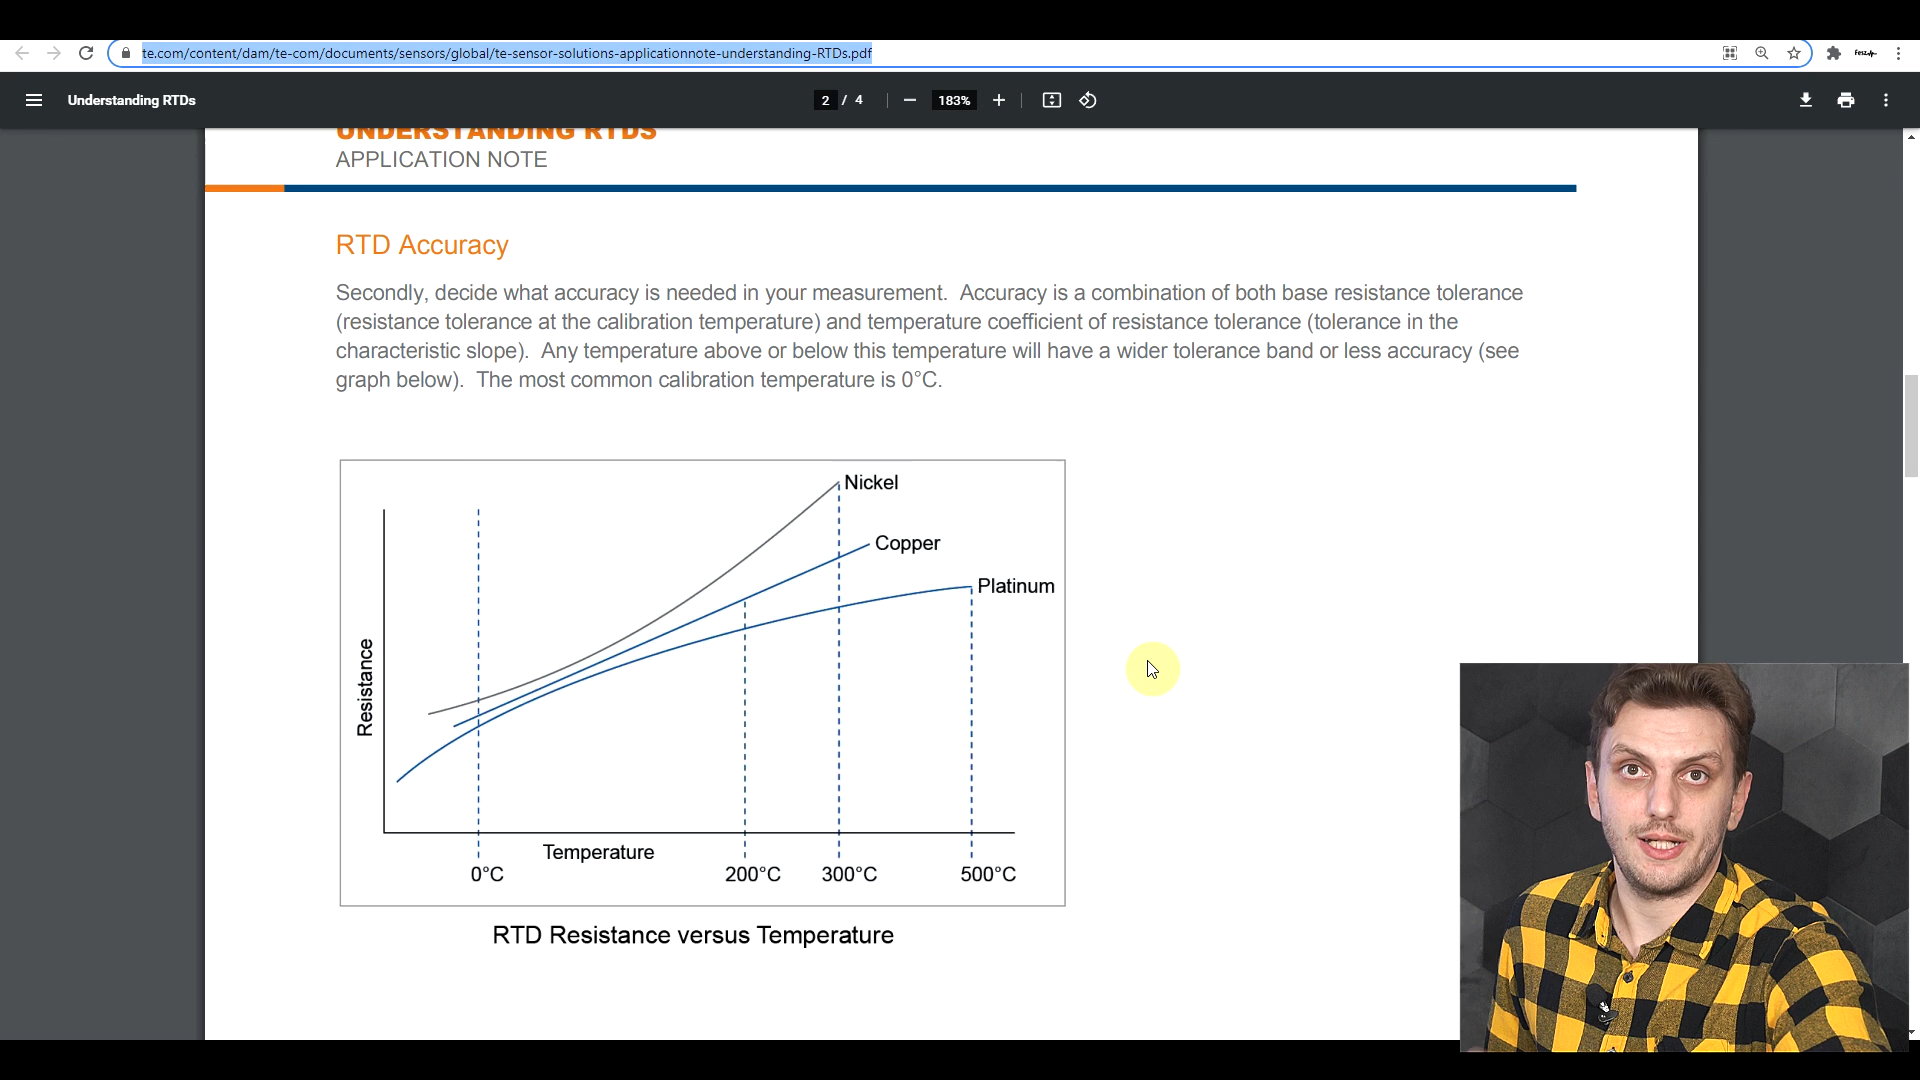 te.com/content/dam/te-com/documents/sensors/global/te-sensor-solutions-applicationnote-understanding-RTDs.pdf
fesz
Understanding RTDs
2 / 4
183%
UNDERSTANDING RTDS
APPLICATION NOTE
RTD Accuracy
Secondly, decide what accuracy is needed in your measurement. Accuracy is a combination of both base resistance tolerance
(resistance tolerance at the calibration temperature) and temperature coefficient of resistance tolerance (tolerance in the
characteristic slope). Any temperature above or below this temperature will have a wider tolerance band or less accuracy (see
graph below). The most common calibration temperature is 0°C.
Nickel
Copper
Platinum
Resistance
Temperature
0°C
200°C
300°C
500°C
RTD Resistance versus Temperature